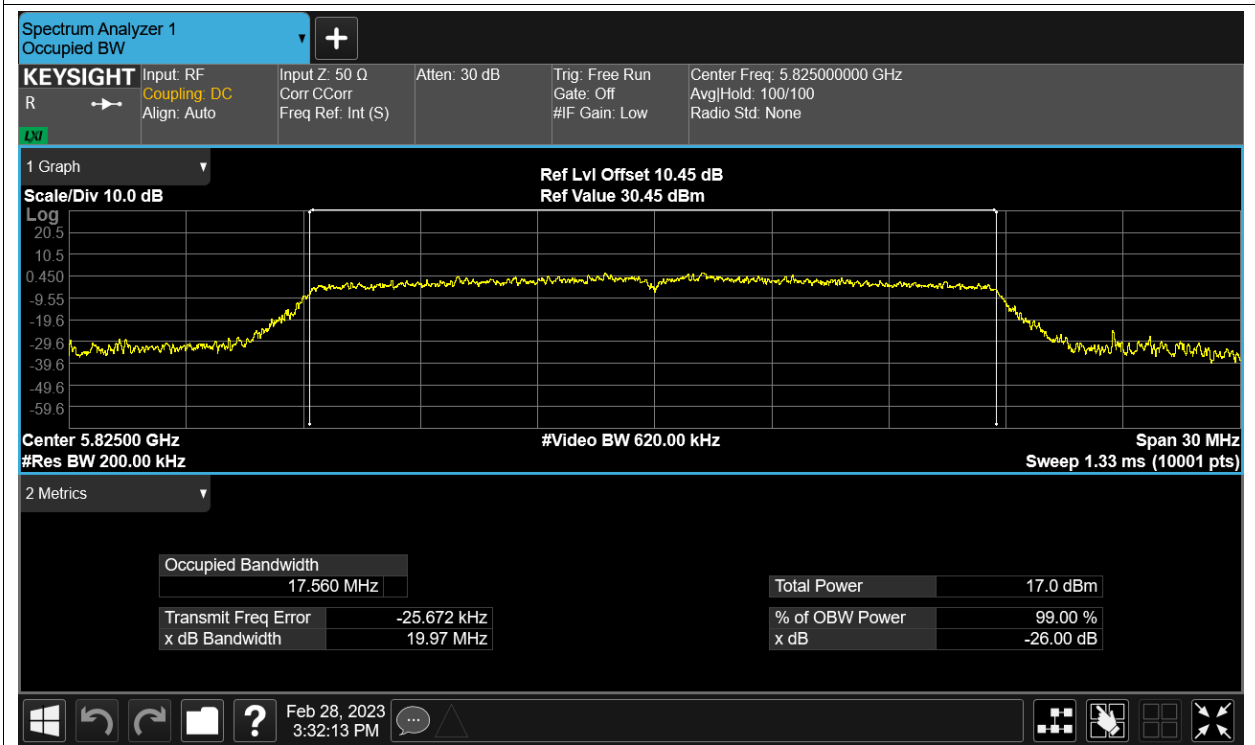 Spectrum Analyzer 1
Occupied BW
KEYSIGHT
R
LXI
Input: RF
Coupling: DC
Align: Auto
Input Z: 50 Ω
Corr CCorr
Freq Ref: Int (S)
Atten: 30 dB
Trig: Free Run
Gate: Off
#IF Gain: Low
Center Freq: 5.825000000 GHz
Avg|Hold: 100/100
Radio Std: None
1 Graph
Scale/Div 10.0 dB
Ref Lvl Offset 10.45 dB
Ref Value 30.45 dBm
Log
20.5
10.5
0.450
-9.55
-19.6
-29.6
-39.6
-49.6
-59.6
Center 5.82500 GHz
#Res BW 200.00 kHz
#Video BW 620.00 kHz
Span 30 MHz
Sweep 1.33 ms (10001 pts)
2 Metrics
Occupied Bandwidth
17.560 MHz
Transmit Freq Error -25.672 kHz
x dB Bandwidth 19.97 MHz
Total Power 17.0 dBm
% of OBW Power 99.00 %
x dB -26.00 dB
Feb 28, 2023
3:32:13 PM